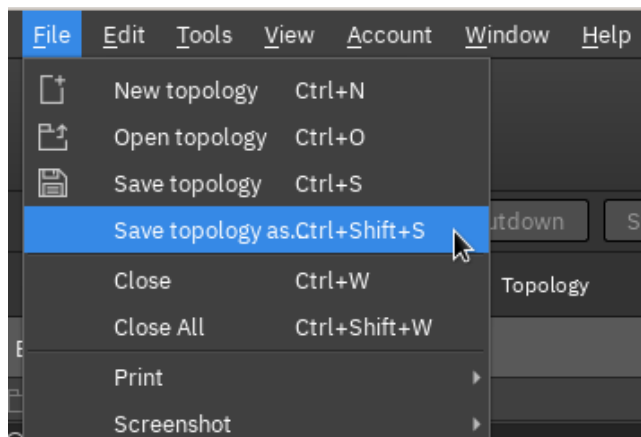 File Edit Tools View Account Window Help
New topology Ctrl+N
Open topology Ctrl+O
Save topology Ctrl+S
Save topology as... Ctrl+Shift+S
Close Ctrl+W
Topology
Close All Ctrl+Shift+W
Print
Screenshot